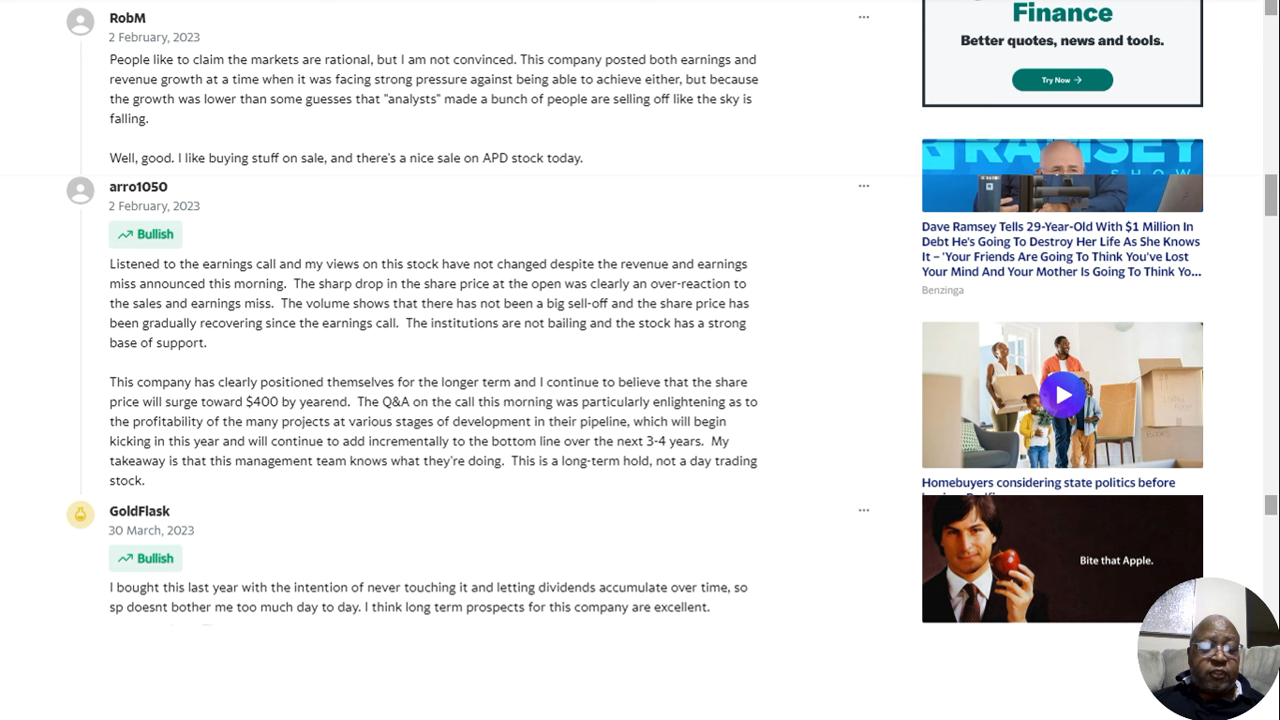 RobM
2 February, 2023
People like to claim the markets are rational, but I am not convinced. This company posted both earnings and
revenue growth at a time when it was facing strong pressure against being able to achieve either, but because
the growth was lower than some guesses that "analysts" made a bunch of people are selling off like the sky is
falling.
Well, good. I like buying stuff on sale, and there's a nice sale on APD stock today.
arro1050
2 February, 2023
Bullish
Listened to the earnings call and my views on this stock have not changed despite the revenue and earnings
miss announced this morning.  The sharp drop in the share price at the open was clearly an over-reaction to
the sales and earnings miss.  The volume shows that there has not been a big sell-off and the share price has
been gradually recovering since the earnings call.  The institutions are not bailing and the stock has a strong
base of support.
This company has clearly positioned themselves for the longer term and I continue to believe that the share
price will surge toward $400 by yearend.  The Q&A on the call this morning was particularly enlightening as to
the profitability of the many projects at various stages of development in their pipeline, which will begin
kicking in this year and will continue to add incrementally to the bottom line over the next 3-4 years.  My
takeaway is that this management team knows what they're doing.  This is a long-term hold, not a day trading
stock.
GoldFlask
30 March, 2023
Bullish
I bought this last year with the intention of never touching it and letting dividends accumulate over time, so
sp doesnt bother me too much day to day. I think long term prospects for this company are excellent.
Finance
Better quotes, news and tools.
Try Now →
RAMSEY
SHOW
Dave Ramsey Tells 29-Year-Old With $1 Million In
Debt He's Going To Destroy Her Life As She Knows
It – 'Your Friends Are Going To Think You've Lost
Your Mind And Your Mother Is Going To Think Yo...
Benzinga
BOOKS
Homebuyers considering state politics before
Bite that Apple.